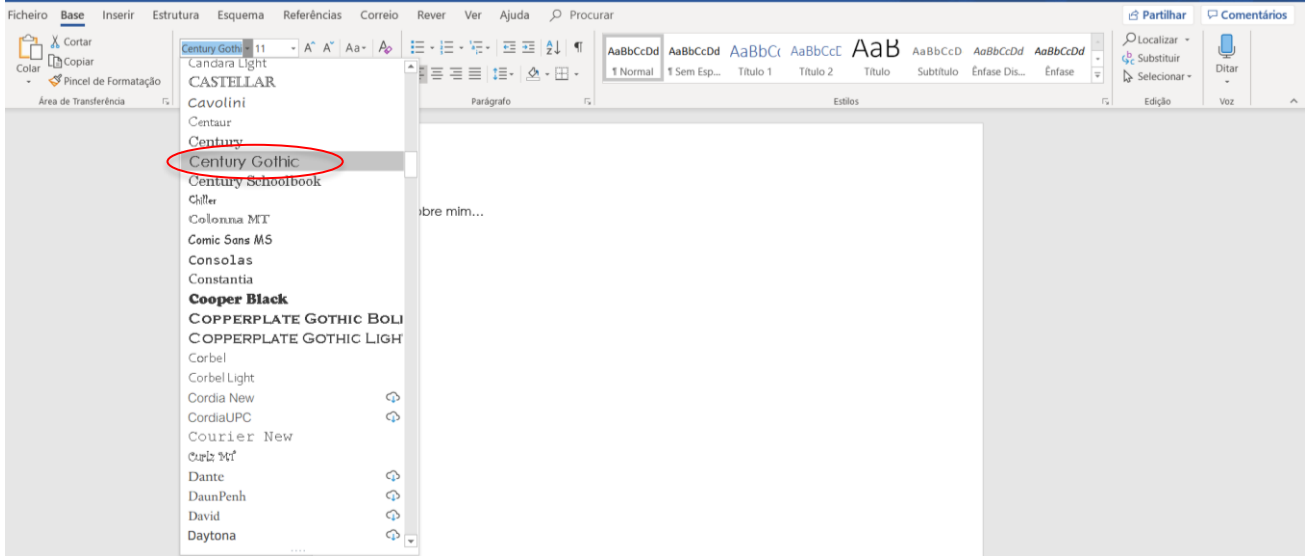 Ficheiro Base Inserir Estrutura Esquema Referências Correio Rever Ver Ajuda Procurar Partilhar Comentários
Colar
Cortar
Copiar
Pincel de Formatação
Área de Transferência
Century Gothi 11 Aa
Parágrafo
AaBbCcDd AaBbCcDd AaBbC( AaBbCcE AaB AaBbCcD AaBbCcDd AaBbCcDd
¶ Normal ¶ Sem Esp... Título 1 Título 2 Título Subtítulo Ênfase Dis... Ênfase
Estilos
Localizar
Substituir
Selecionar
Edição
Ditar
Voz
Candara Light
CASTELLAR
Cavolini
Centaur
Century
Century Gothic
Century Schoolbook
Chiller
Colonna MT
Comic Sans MS
Consolas
Constantia
Cooper Black
COPPERPLATE GOTHIC BOLI
COPPERPLATE GOTHIC LIGH
Corbel
Corbel Light
Cordia New
CordiaUPC
Courier New
Curlz MT
Dante
DaunPenh
David
Daytona
obre mim...